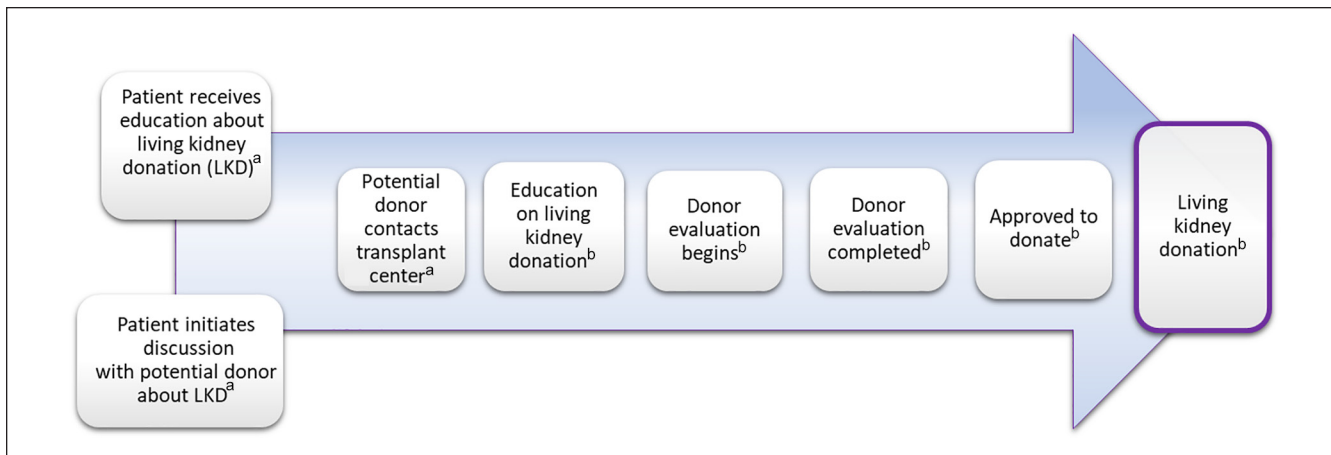 Patient receives
education about
living kidney
donation (LKD)a
Patient initiates
discussion
with potential donor
about LKDa
Potential
donor
contacts
transplant
centera
Education
on living
kidney
donationb
Donor
evaluation
beginsb
Donor
evaluation
completedb
Approved to
donateb
Living
kidney
donationb